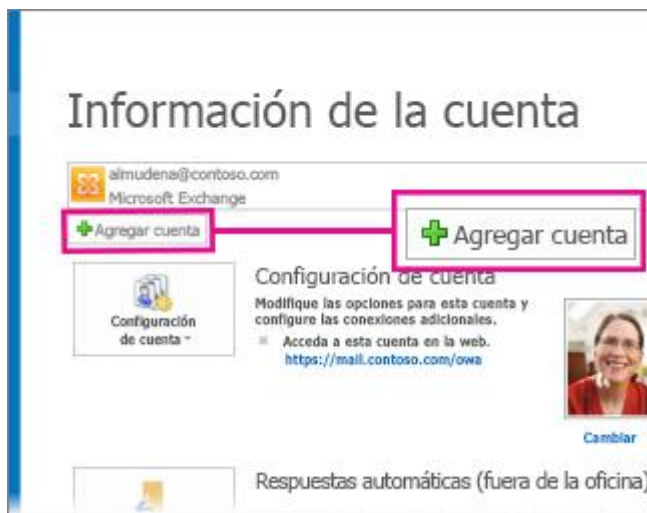 Información de la cuenta
almudena@contoso.com
Microsoft Exchange
Agregar cuenta
Agregar cuenta
Configuración de cuenta
Configuración
de cuenta
Modifique las opciones para esta cuenta y
configure las conexiones adicionales.
Acceda a esta cuenta en la web.
https://mail.contoso.com/owa
Cambiar
Respuestas automáticas (fuera de la oficina)